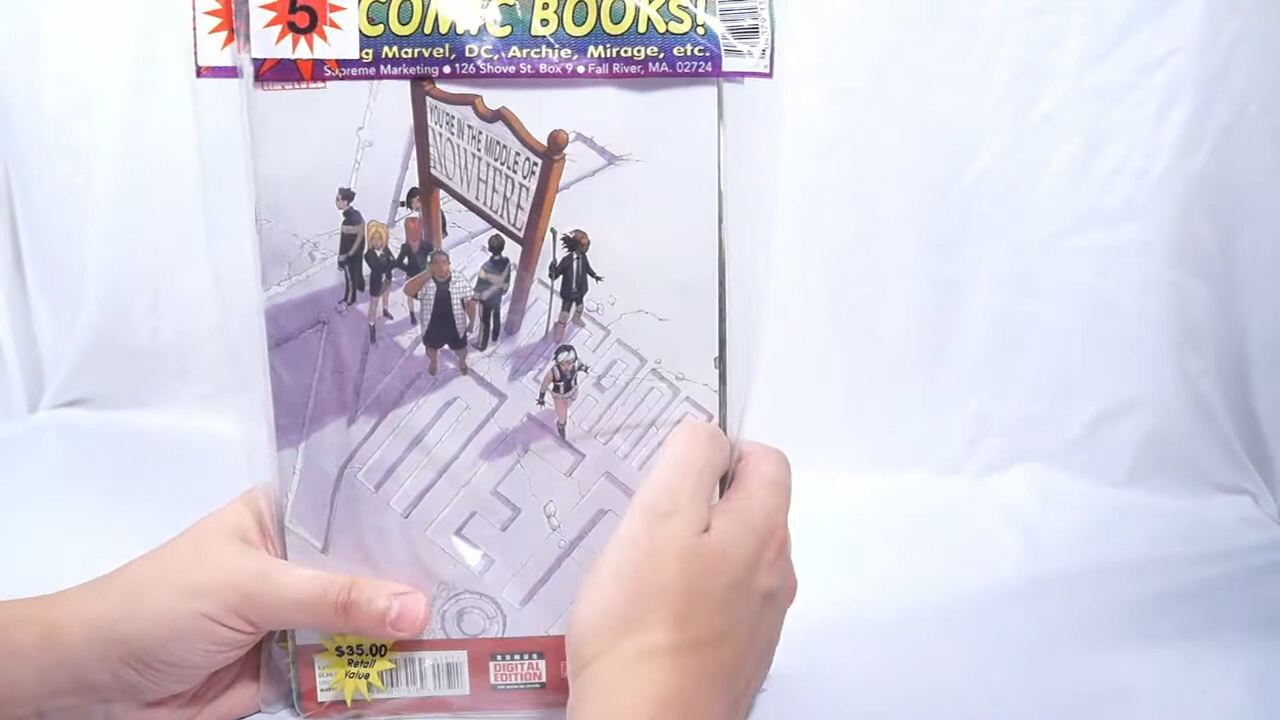 5
COMIC BOOKS!
g Marvel, DC, Archie, Mirage, etc.
Supreme Marketing ● 126 Shove St. Box 9 ● Fall River, MA. 02724
YOU'RE IN THE MIDDLE OF
NOWHERE
$35.00
Retail
Value
BONUS
DIGITAL
EDITION